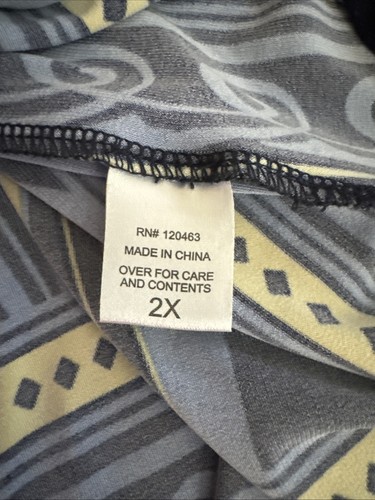 RN# 120463
MADE IN CHINA
OVER FOR CARE
AND CONTENTS
2X